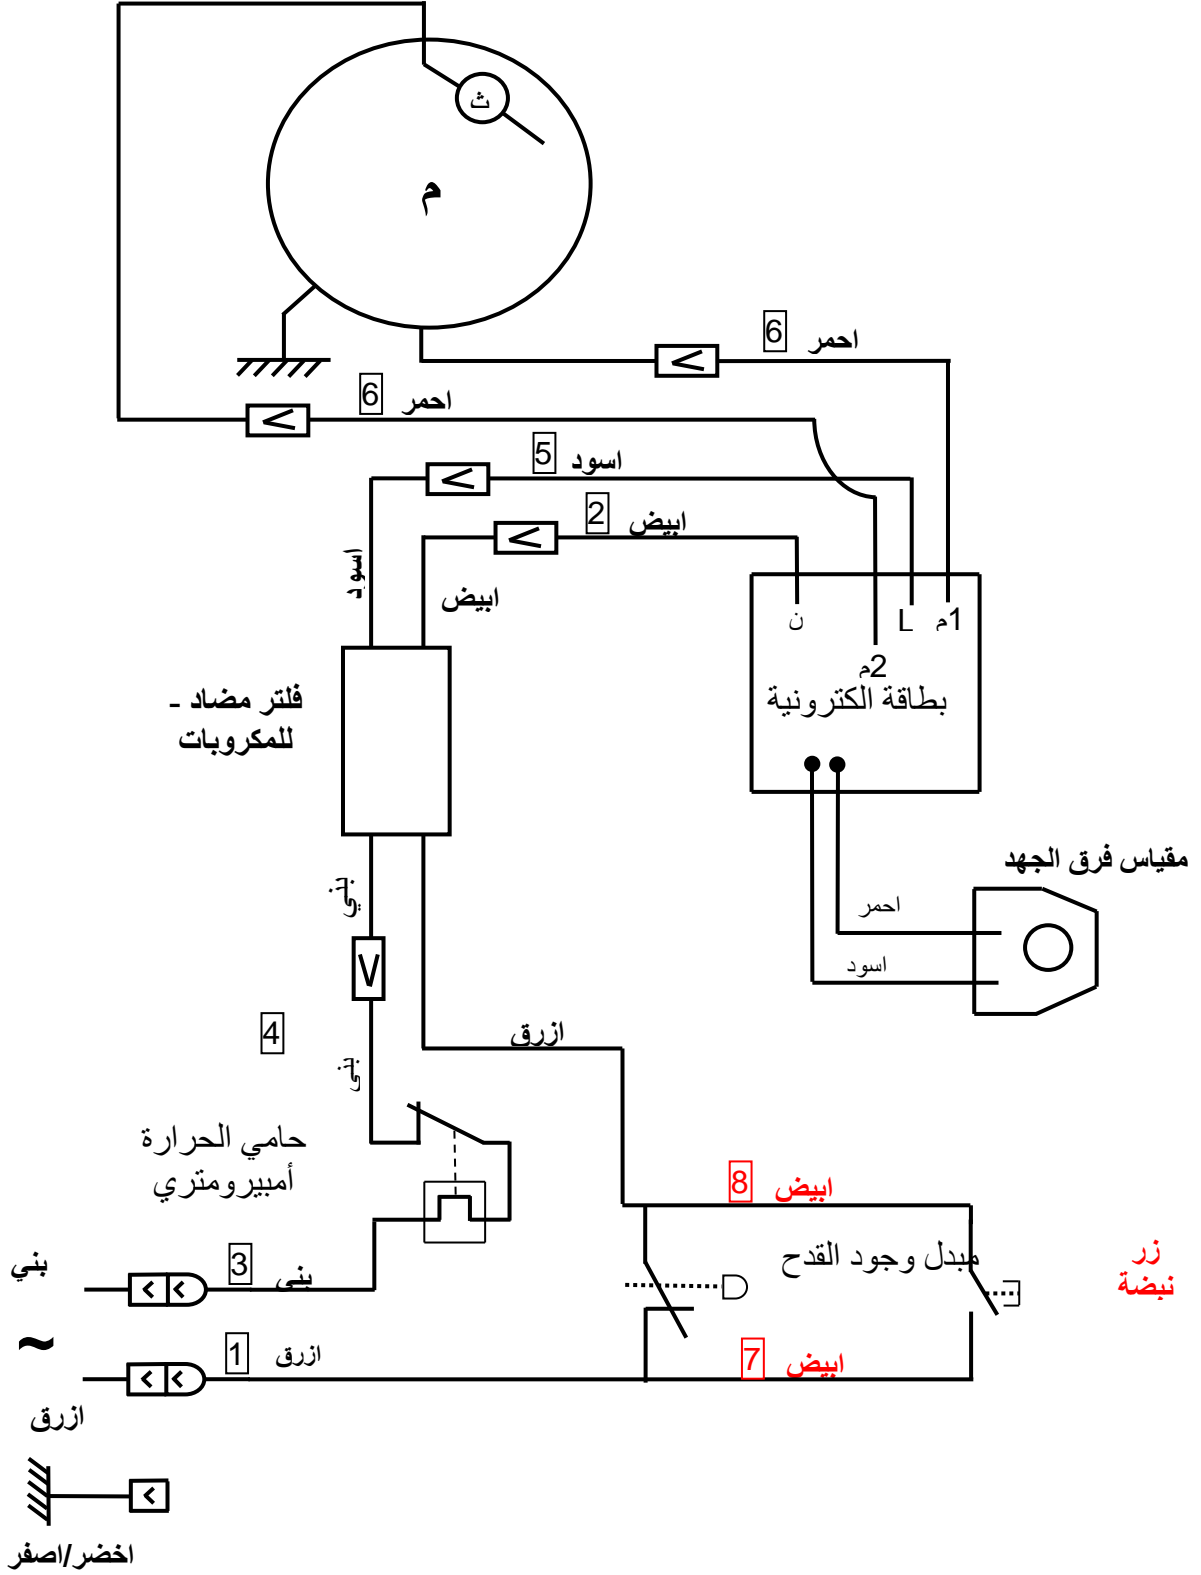 ث
م
6 احمر
6 احمر
5 اسود
2 ابيض
اسود
ابيض
ن
L
م1
م2
بطاقة الكترونية
فلتر مضاد -
للمكروبات
مقياس فرق الجهد
احمر
اسود
بني
4
بنى
ازرق
حامي الحرارة
أمبيرومتري
8 ابيض
مبدل وجود القدح
زر
نبضة
بني
3 بني
~
1 ازرق
7 ابيض
ازرق
اخضر/اصفر